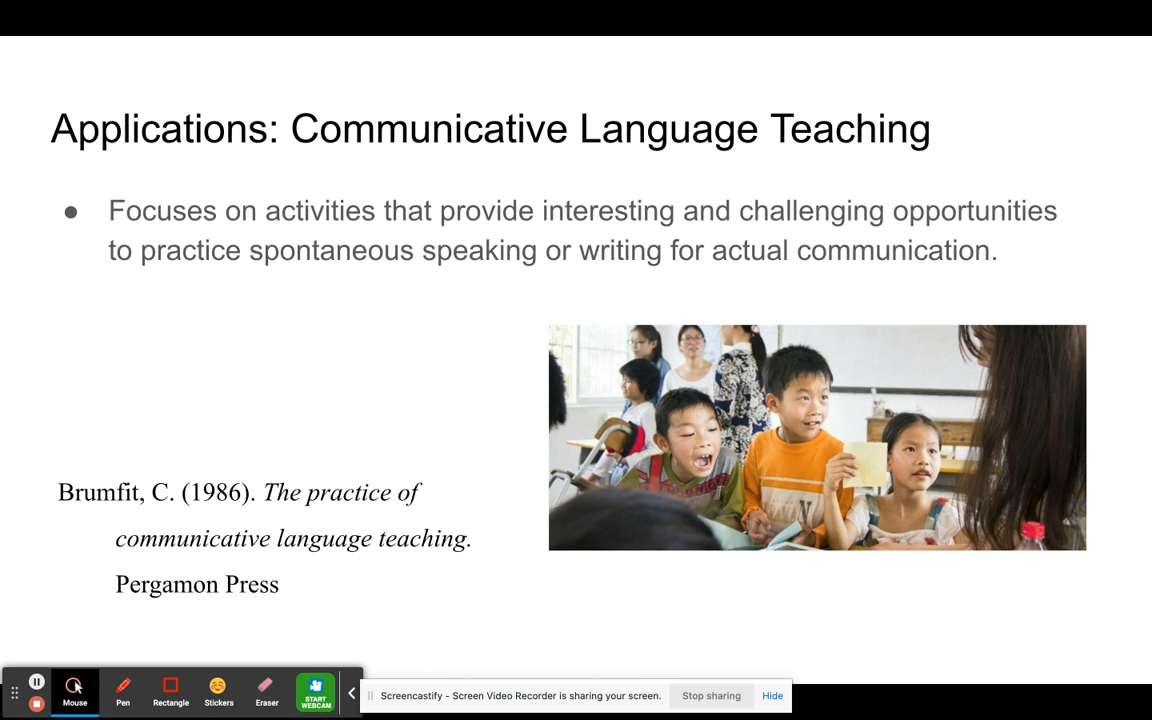 Applications: Communicative Language Teaching
● Focuses on activities that provide interesting and challenging opportunities
to practice spontaneous speaking or writing for actual communication.
Brumfit, C. (1986). The practice of
communicative language teaching.
Pergamon Press
Mouse
Pen
Rectangle
Stickers
Eraser
START
WEBCAM
Screencastify - Screen Video Recorder is sharing your screen.
Stop sharing
Hide